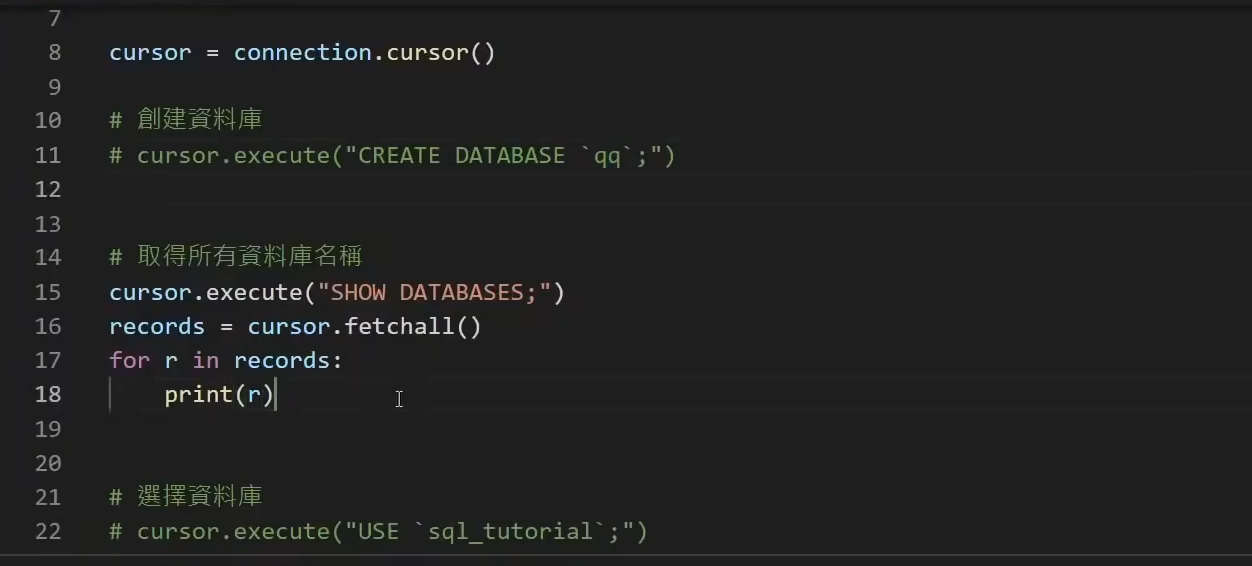 7
8 cursor = connection.cursor()
9
10 # 創建資料庫
11 # cursor.execute("CREATE DATABASE `qq`;")
12
13
14 # 取得所有資料庫名稱
15 cursor.execute("SHOW DATABASES;")
16 records = cursor.fetchall()
17 for r in records:
18     print(r)
19
20
21 # 選擇資料庫
22 # cursor.execute("USE `sql_tutorial`;")